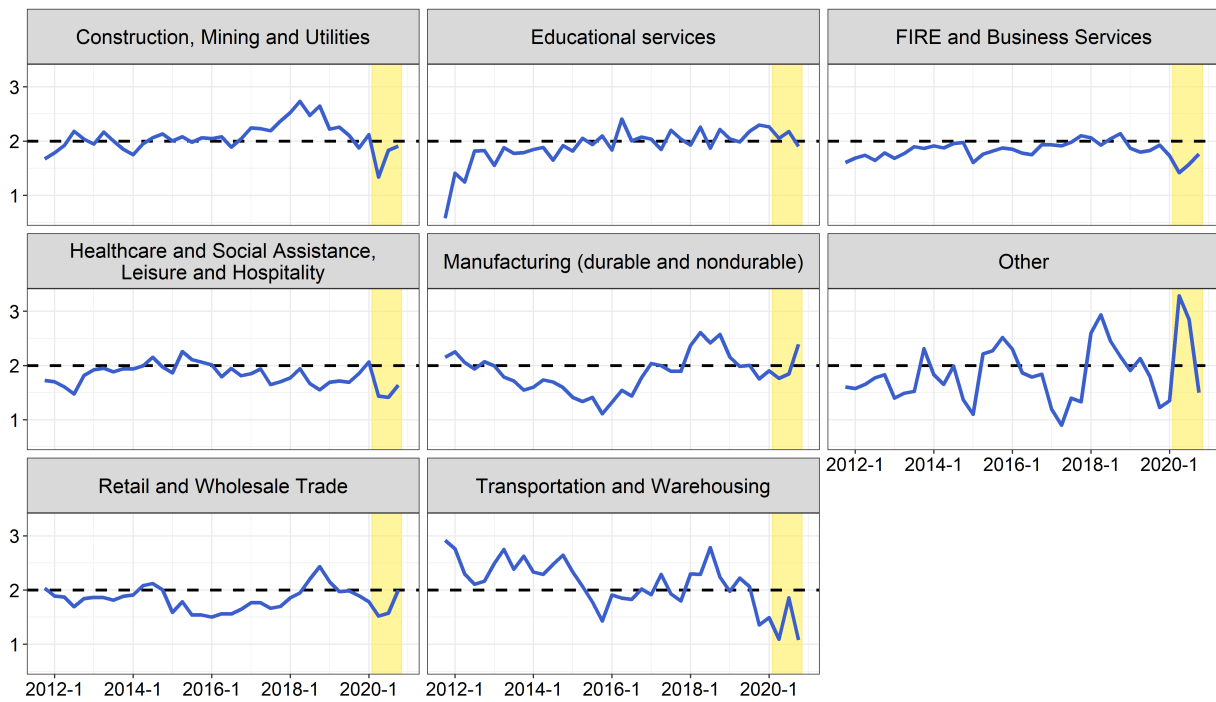 Construction, Mining and Utilities
Educational services
FIRE and Business Services
3
2
1
Healthcare and Social Assistance,
Leisure and Hospitality
Manufacturing (durable and nondurable)
Other
3
2
1
2012-1 2014-1 2016-1 2018-1 2020-1
Retail and Wholesale Trade
Transportation and Warehousing
3
2
1
2012-1 2014-1 2016-1 2018-1 2020-1
2012-1 2014-1 2016-1 2018-1 2020-1